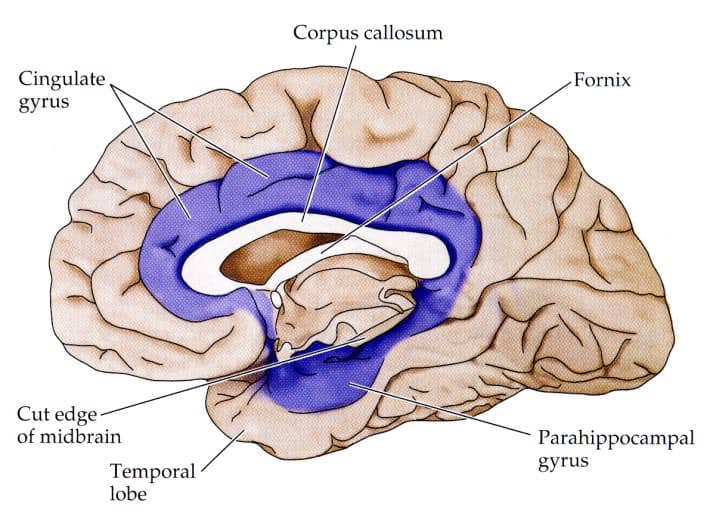 Corpus callosum
Cingulate
gyrus
Fornix
Cut edge
of midbrain
Parahippocampal
gyrus
Temporal
lobe